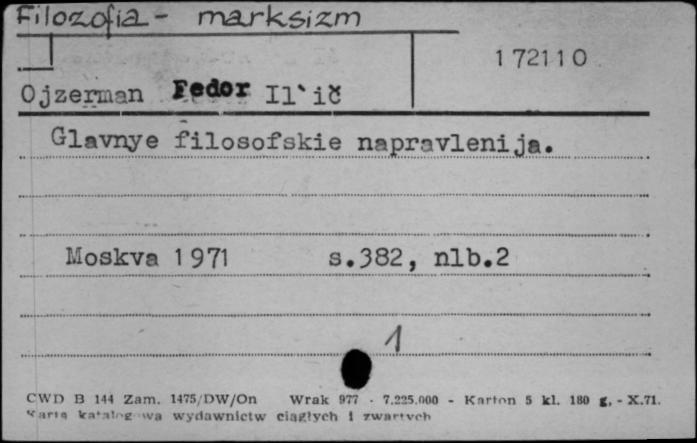 Filozofia - marksizm
172110
Ojzerman Fedor Il`ič
Glavnye filosofskie napravlenija.
Moskva 1971 s.382, nlb.2
1
CWD B 144 Zam. 1475/DW/On Wrak 977 - 7.225.000 - Karton 5 kl. 180 g. - X.71.
Karta katalogowa wydawnictw ciągłych i zwartych